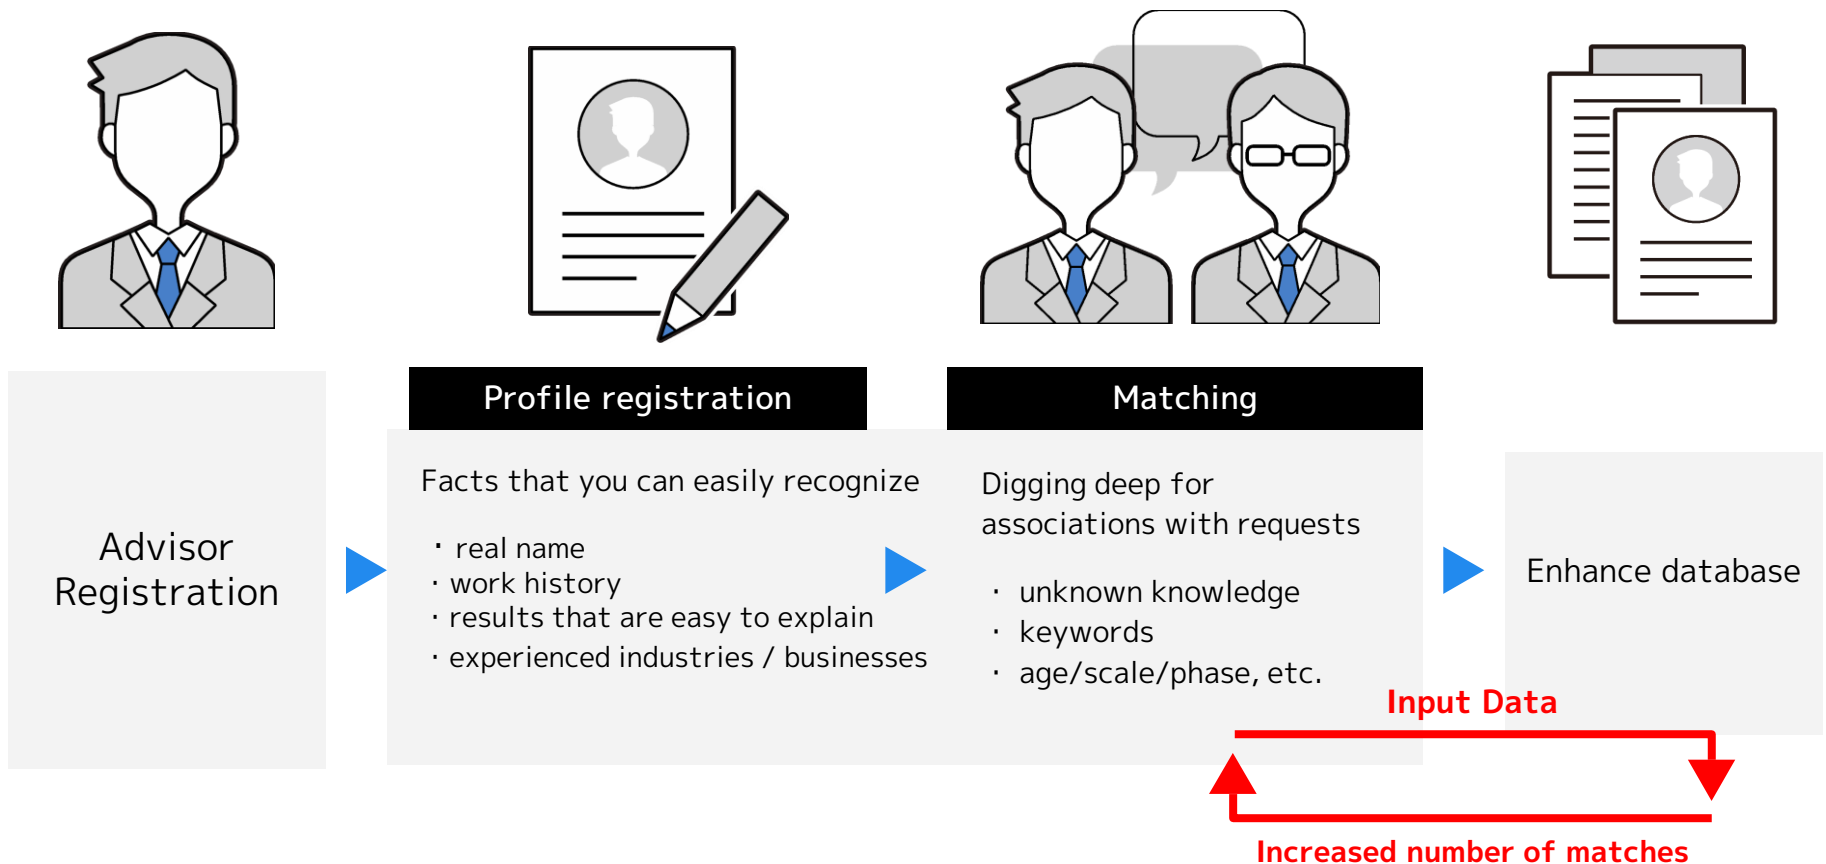 Advisor
Registration
Profile registration
Facts that you can easily recognize
・real name
・work history
・results that are easy to explain
・experienced industries / businesses
Matching
Digging deep for
associations with requests
・ unknown knowledge
・ keywords
・ age/scale/phase, etc.
Enhance database
Input Data
Increased number of matches